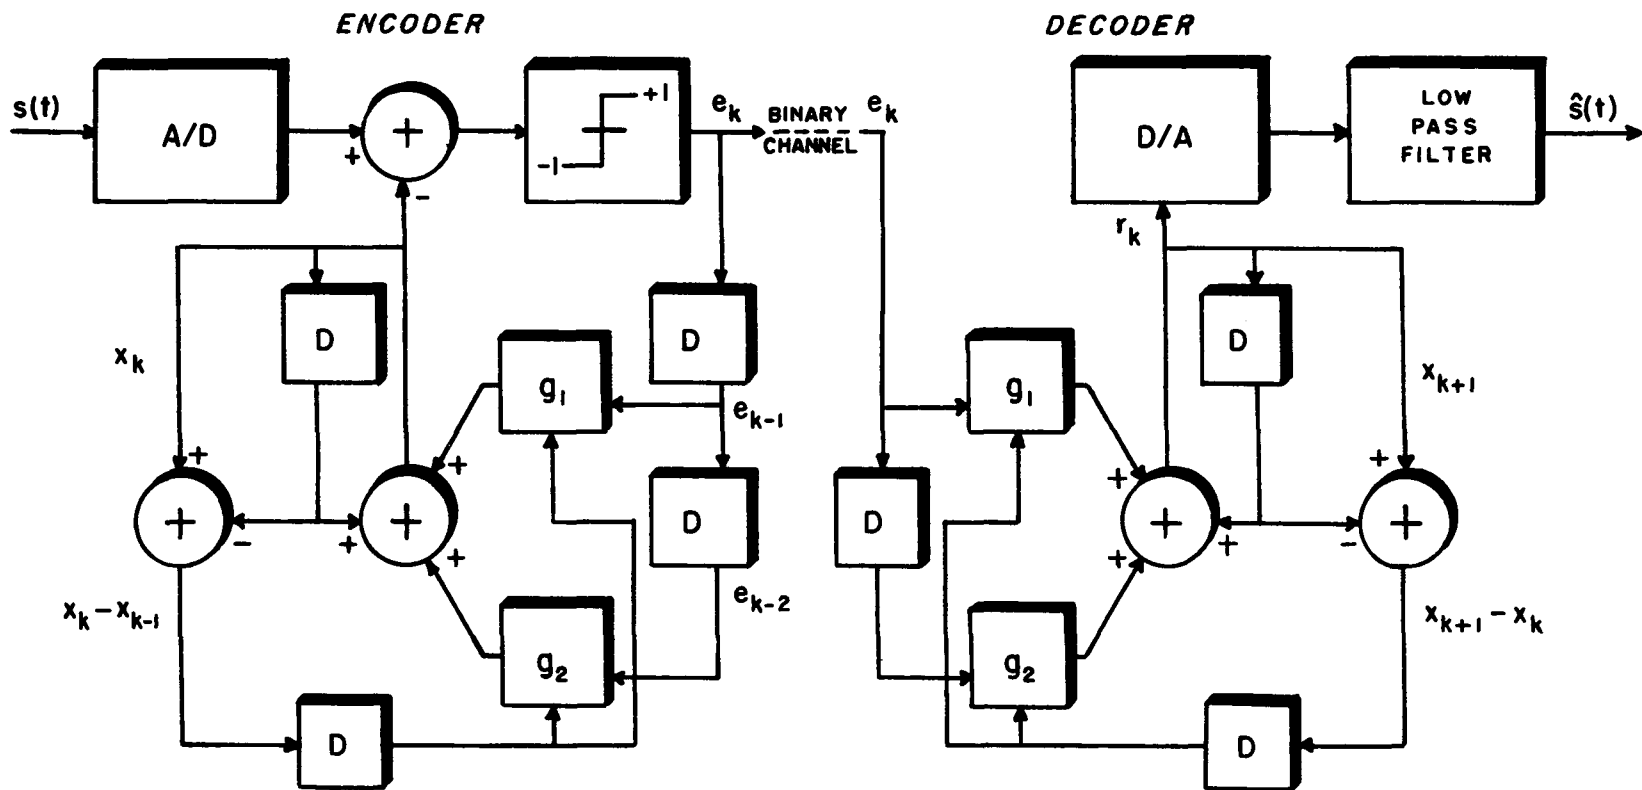 ENCODER
DECODER
s(t)
A/D
+
+
-
+1
-1
e_k
BINARY
CHANNEL
e_k
D/A
LOW
PASS
FILTER
ŝ(t)
r_k
D
D
g_1
g_1
D
x_k
x_{k+1}
e_{k-1}
+
+
+
+
+
-
+
+
+
D
D
+
+
-
+
+
+
e_{k-2}
x_k - x_{k-1}
x_{k+1} - x_k
g_2
g_2
D
D